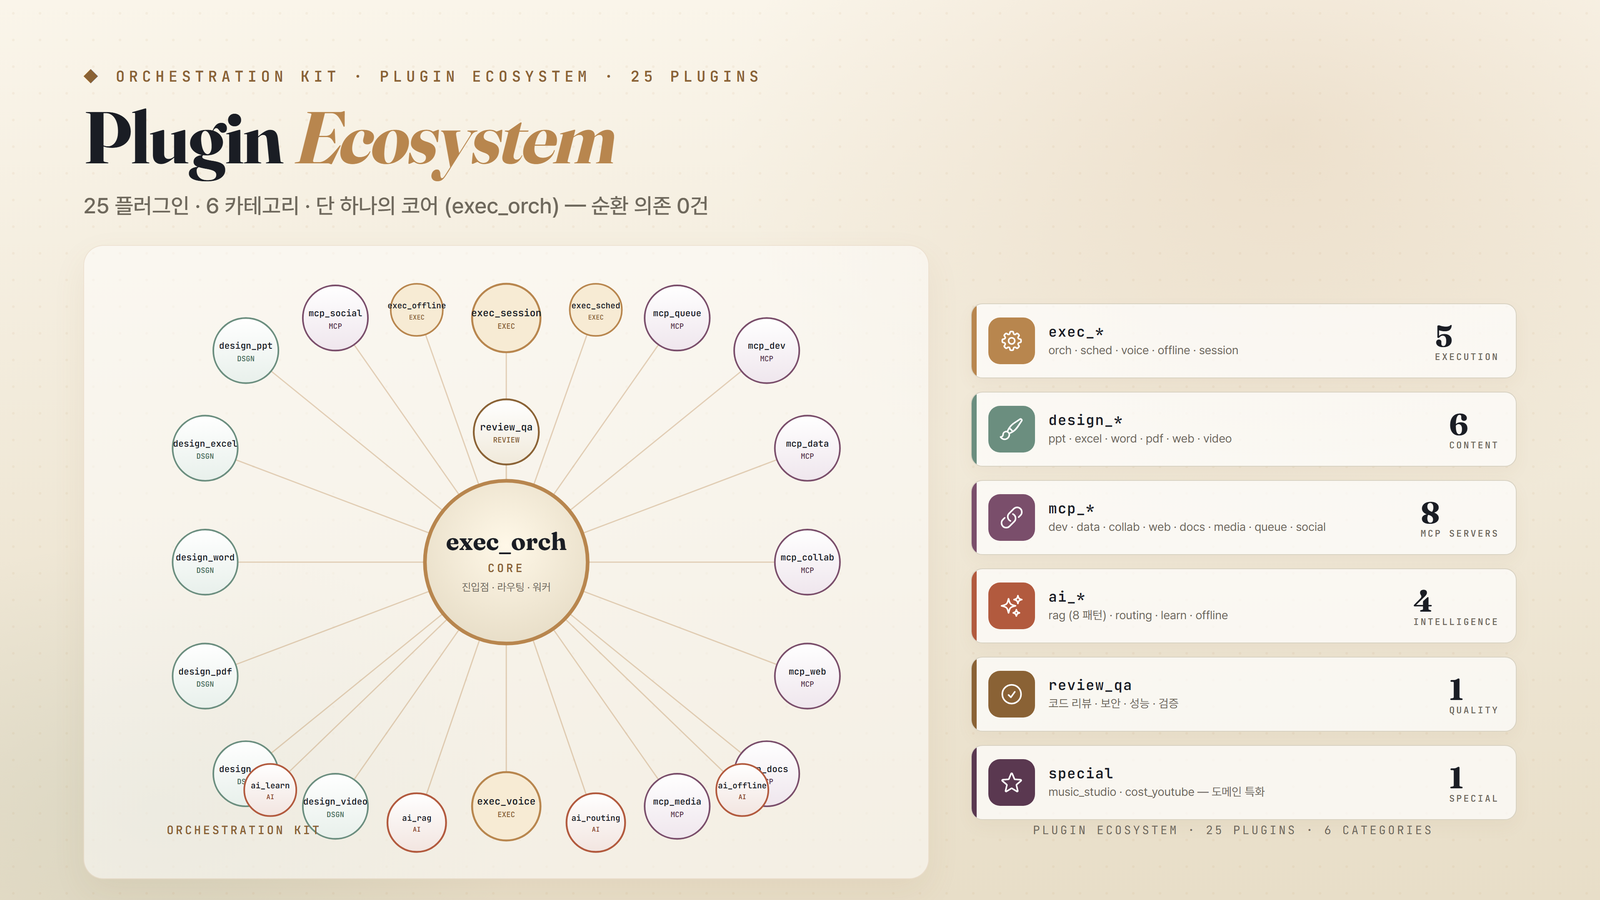 ◆ ORCHESTRATION KIT · PLUGIN ECOSYSTEM · 25 PLUGINS
Plugin Ecosystem
25 플러그인 · 6 카테고리 · 단 하나의 코어 (exec_orch) — 순환 의존 0건
exec_offline
EXEC
exec_session
EXEC
exec_sched
EXEC
mcp_social
MCP
mcp_queue
MCP
design_ppt
DSGN
mcp_dev
MCP
review_qa
REVIEW
design_excel
DSGN
mcp_data
MCP
exec_orch
CORE
진입점 · 라우팅 · 워커
design_word
DSGN
mcp_collab
MCP
design_pdf
DSGN
mcp_web
MCP
design_
DS
ai_learn
AI
design_video
DSGN
ai_rag
AI
exec_voice
EXEC
ai_routing
AI
mcp_media
MCP
ai_offline
AI
_docs
ORCHESTRATION KIT
exec_*
orch · sched · voice · offline · session
5
EXECUTION
design_*
ppt · excel · word · pdf · web · video
6
CONTENT
mcp_*
dev · data · collab · web · docs · media · queue · social
8
MCP SERVERS
ai_*
rag (8 패턴) · routing · learn · offline
4
INTELLIGENCE
review_qa
코드 리뷰 · 보안 · 성능 · 검증
1
QUALITY
special
music_studio · cost_youtube — 도메인 특화
1
SPECIAL
PLUGIN ECOSYSTEM · 25 PLUGINS · 6 CATEGORIES